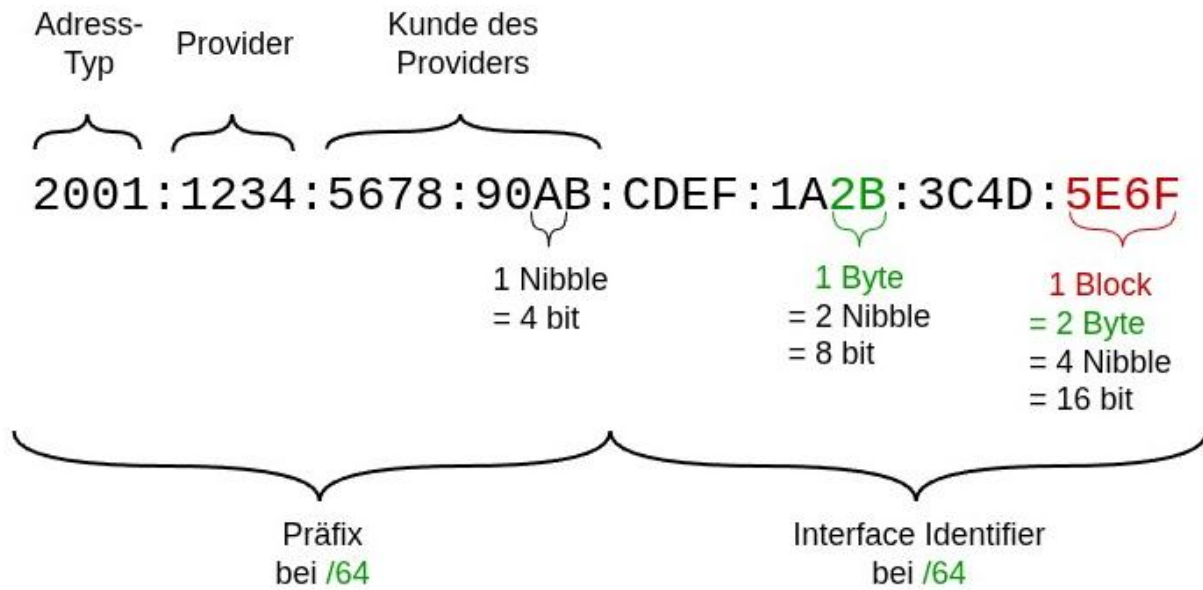 Adress-
Typ
Provider
Kunde des
Providers
2001:1234:5678:90AB:CDEF:1A2B:3C4D:5E6F
1 Nibble
= 4 bit
1 Byte
= 2 Nibble
= 8 bit
1 Block
= 2 Byte
= 4 Nibble
= 16 bit
Präfix
bei /64
Interface Identifier
bei /64